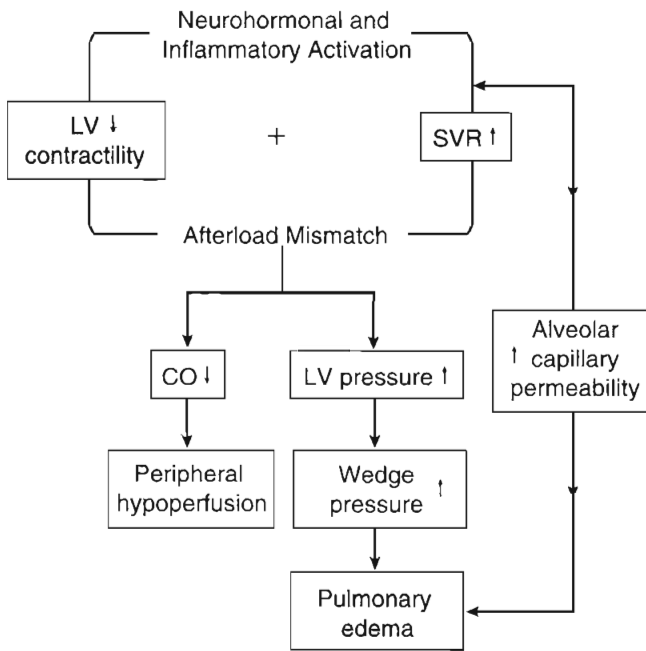 Neurohormonal and
Inflammatory Activation
LV ↓
contractility
+
SVR ↑
Afterload Mismatch
CO ↓
LV pressure ↑
↑ Alveolar
capillary
permeability
Peripheral
hypoperfusion
Wedge
pressure ↑
Pulmonary
edema